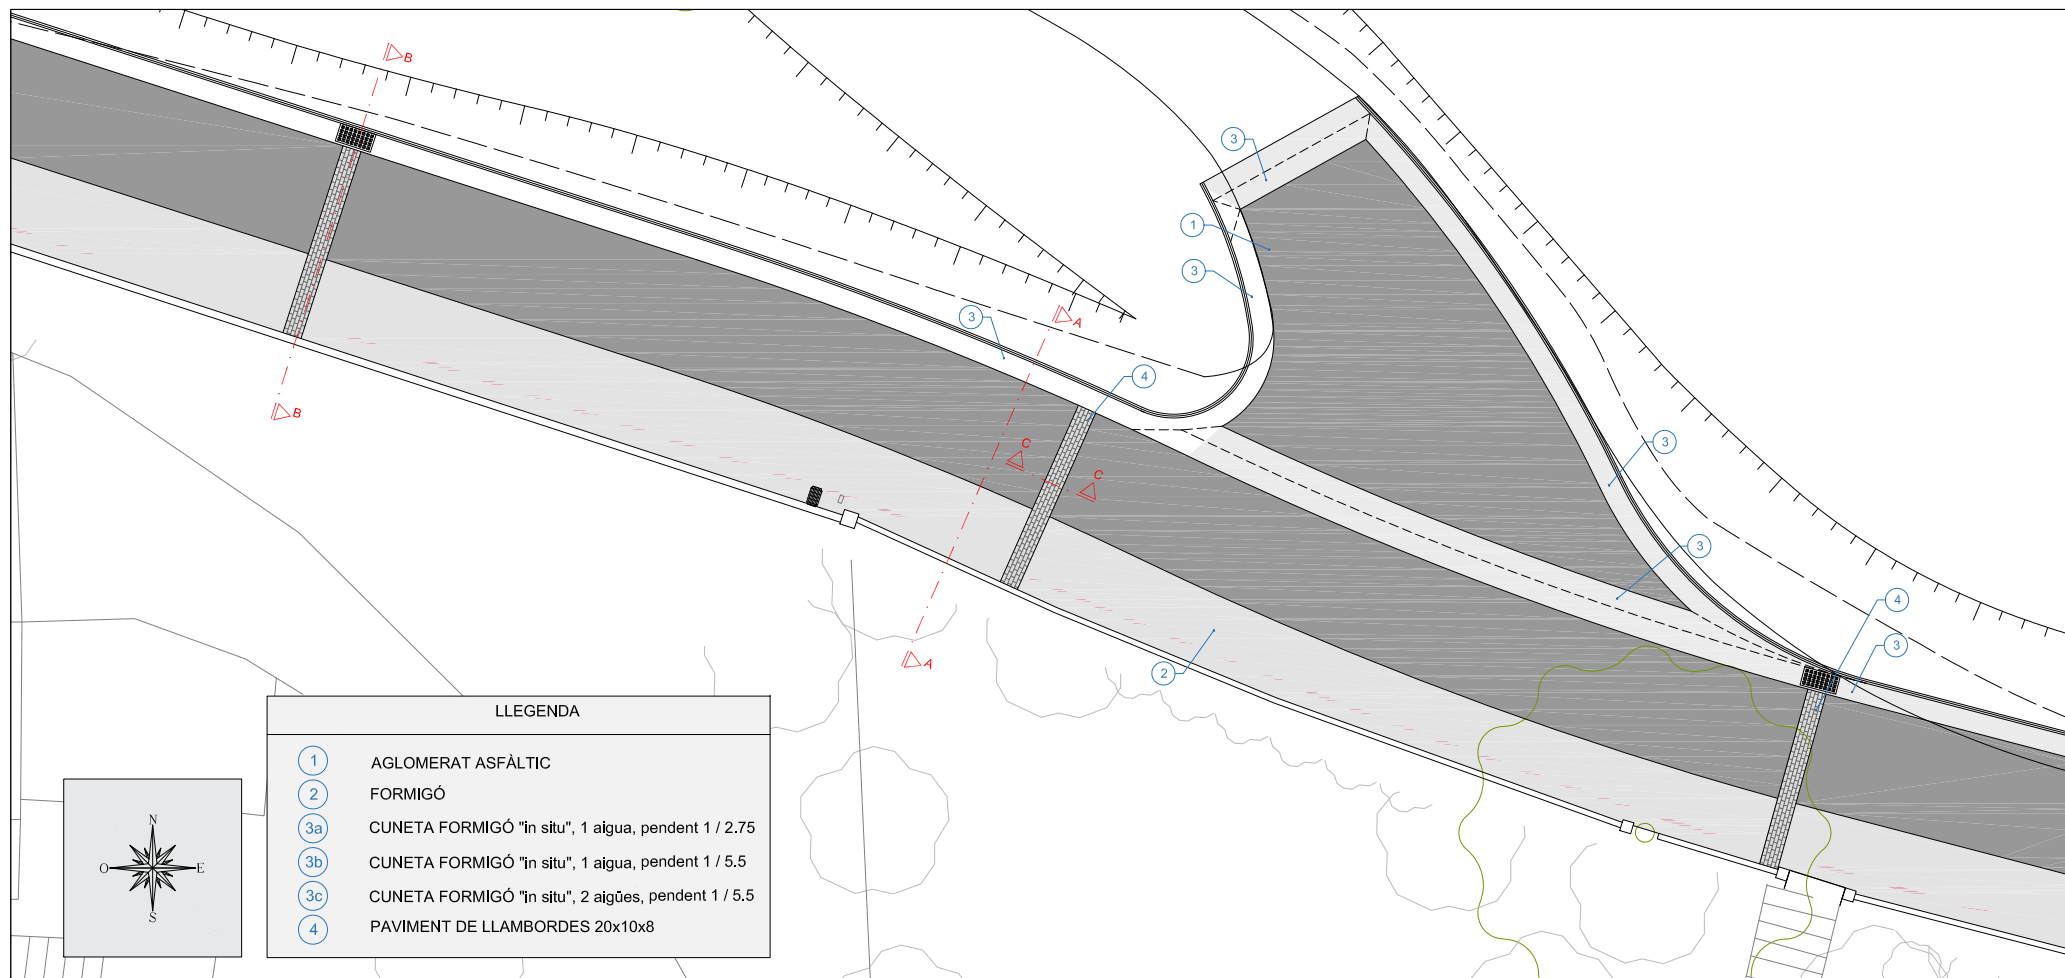 B
3
1
3
3
A
4
C
C
B
3
3
4
3
2
A
LLEGENDA
1 AGLOMERAT ASFÀLTIC
2 FORMIGÓ
3a CUNETA FORMIGÓ "in situ", 1 aigua, pendent 1 / 2.75
3b CUNETA FORMIGÓ "in situ", 1 aigua, pendent 1 / 5.5
3c CUNETA FORMIGÓ "in situ", 2 aigües, pendent 1 / 5.5
4 PAVIMENT DE LLAMBORDES 20x10x8
N
O E
S